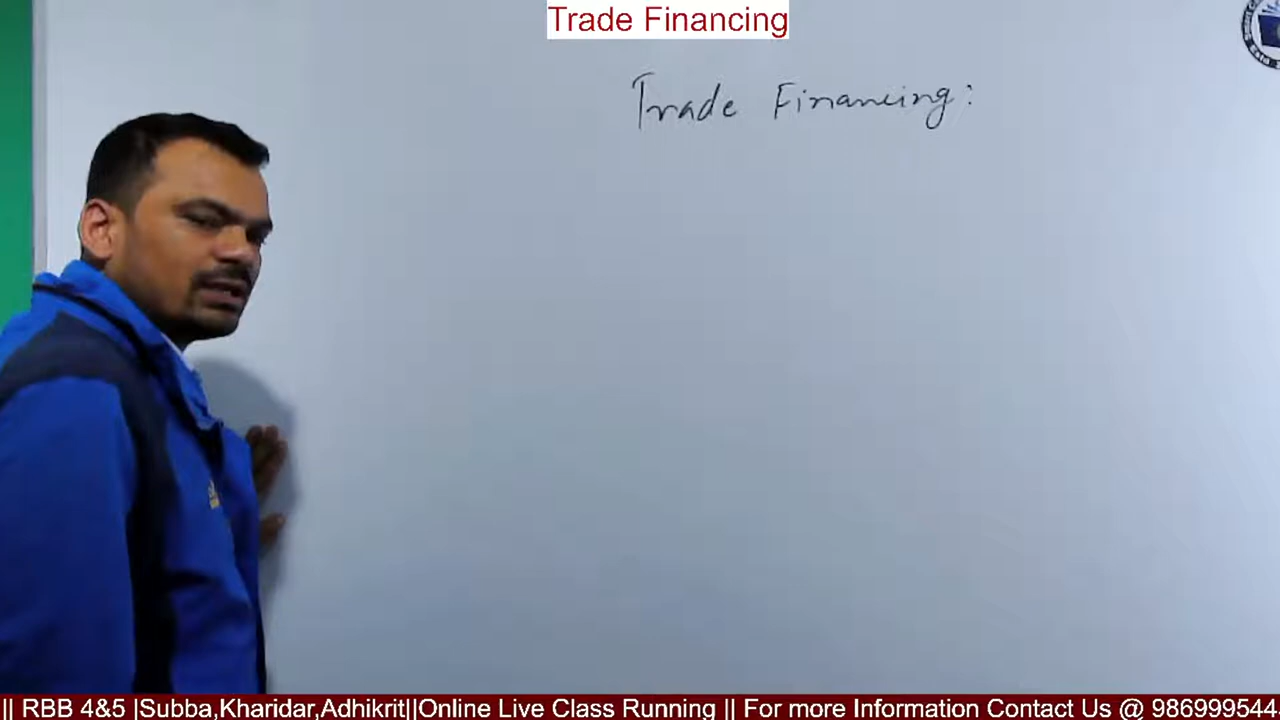 Trade Financing
Trade Financing:
|| RBB 4&5 |Subba,Kharidar,Adhikrit||Online Live Class Running || For more Information Contact Us @ 986999544